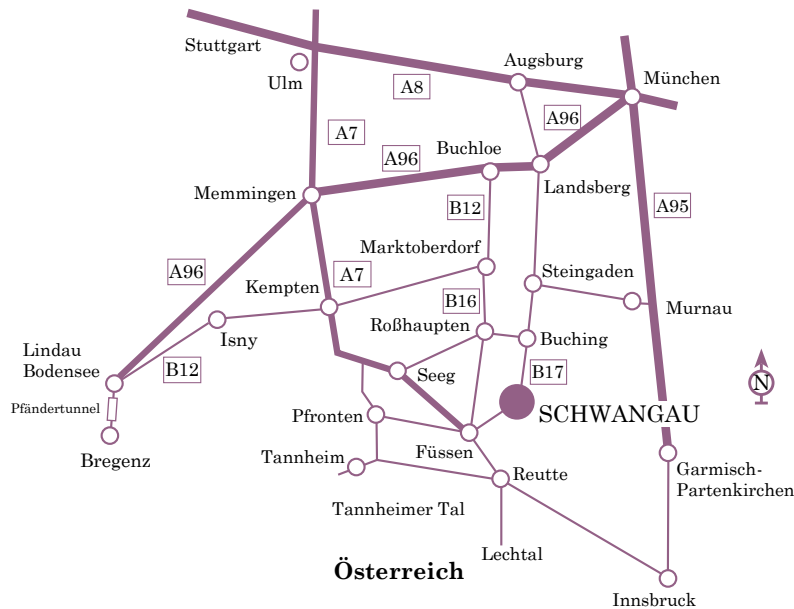 Stuttgart
Ulm
Augsburg
München
A8
A7
A96
Buchloe
A96
Landsberg
Memmingen
B12
A95
A96
Kempten
A7
Marktoberdorf
Steingaden
Murnau
B16
Roßhaupten
Isny
Buching
Lindau
Bodensee
B12
Seeg
B17
N
Pfändertunnel
Pfronten
SCHWANGAU
Bregenz
Füssen
Tannheim
Reutte
Garmisch-
Partenkirchen
Tannheimer Tal
Lechtal
Österreich
Innsbruck